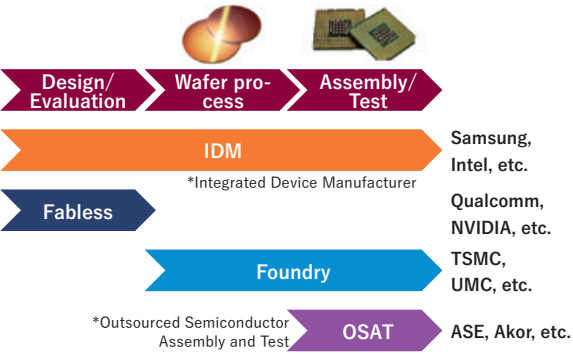 Design/
Evaluation
Wafer pro-
cess
Assembly/
Test
IDM
Samsung,
Intel, etc.
*Integrated Device Manufacturer
Fabless
Qualcomm,
NVIDIA, etc.
Foundry
TSMC,
UMC, etc.
*Outsourced Semiconductor
Assembly and Test
OSAT
ASE, Akor, etc.